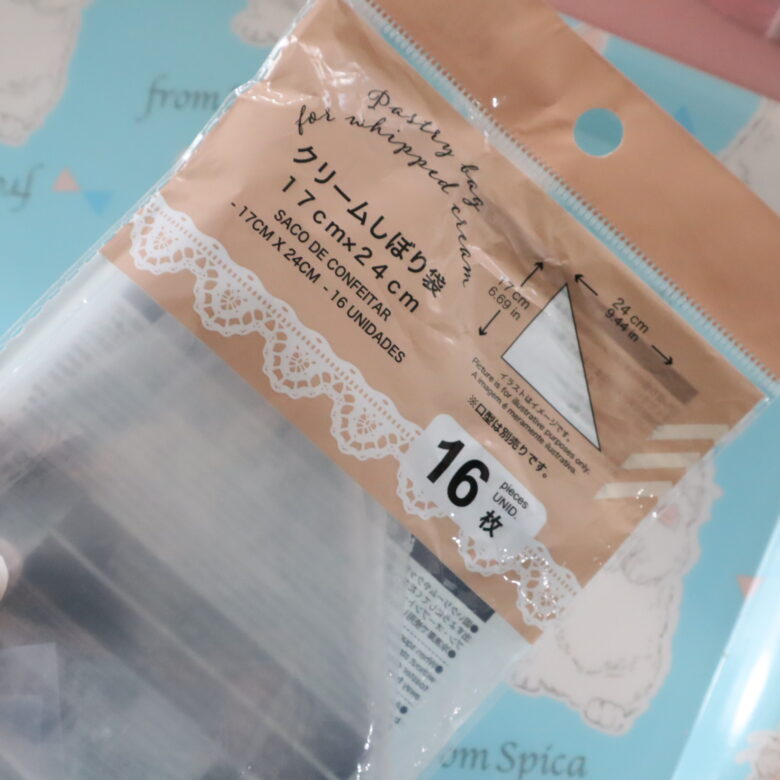 Pastry bag
for whipped cream
クリームしぼり袋
17cm×24cm
SACO DE CONFEITAR
- 17CM X 24CM - 16 UNIDADES
17 cm
6.69 in
24 cm
9.44 in
イラストはイメージです。
Picture is for illustrative purposes only.
A imagem é meramente ilustrativa.
※口型は別売りです。
16
pieces
UNID.
枚
from
om Spica